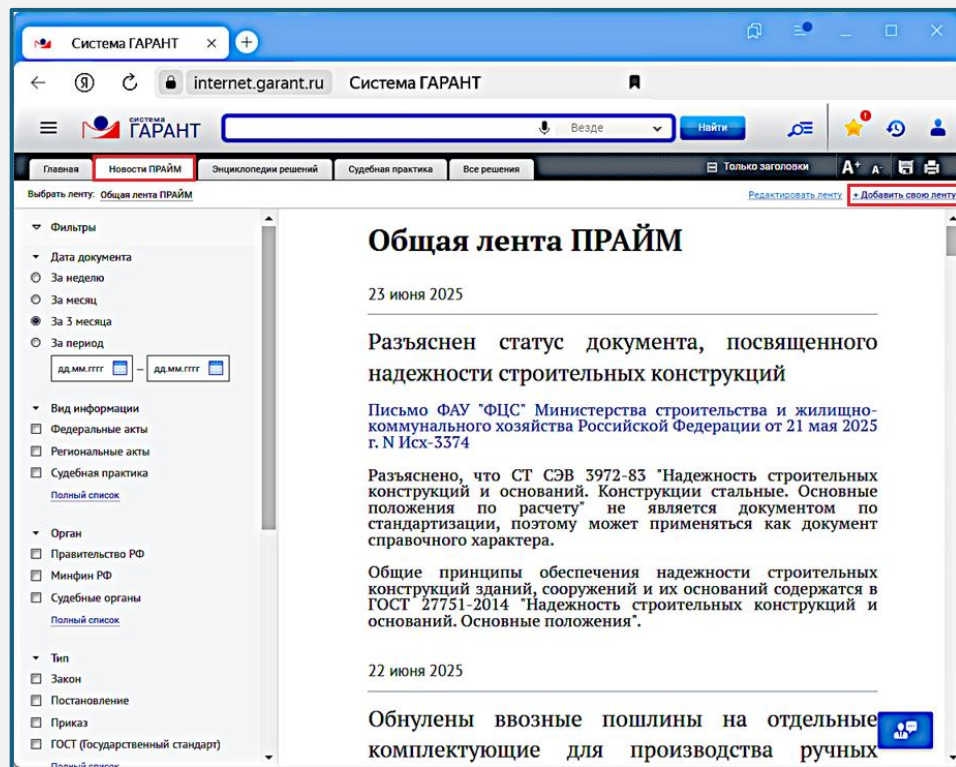 Система ГАРАНТ
internet.garant.ru Система ГАРАНТ
система
ГАРАНТ
Везде
Найти
Главная
Новости ПРАЙМ
Энциклопедии решений
Судебная практика
Все решения
Только заголовки
А+ А-
Выбрать ленту: Общая лента ПРАЙМ
Редактировать ленту
+ Добавить свою ленту
Фильтры
Дата документа
За неделю
За месяц
За 3 месяца
За период
дд.мм.гггг – дд.мм.гггг
Вид информации
Федеральные акты
Региональные акты
Судебная практика
Полный список
Орган
Правительство РФ
Минфин РФ
Судебные органы
Полный список
Тип
Закон
Постановление
Приказ
ГОСТ (Государственный стандарт)
Полный список
Общая лента ПРАЙМ
23 июня 2025
Разъяснен статус документа, посвященного
надежности строительных конструкций
Письмо ФАУ "ФЦС" Министерства строительства и жилищно-
коммунального хозяйства Российской Федерации от 21 мая 2025
г. N Исх-3374
Разъяснено, что СТ СЭВ 3972-83 "Надежность строительных
конструкций и оснований. Конструкции стальные. Основные
положения по расчету" не является документом по
стандартизации, поэтому может применяться как документ
справочного характера.
Общие принципы обеспечения надежности строительных
конструкций зданий, сооружений и их оснований содержатся в
ГОСТ 27751-2014 "Надежность строительных конструкций и
оснований. Основные положения".
22 июня 2025
Обнулены ввозные пошлины на отдельные
комплектующие для производства ручных